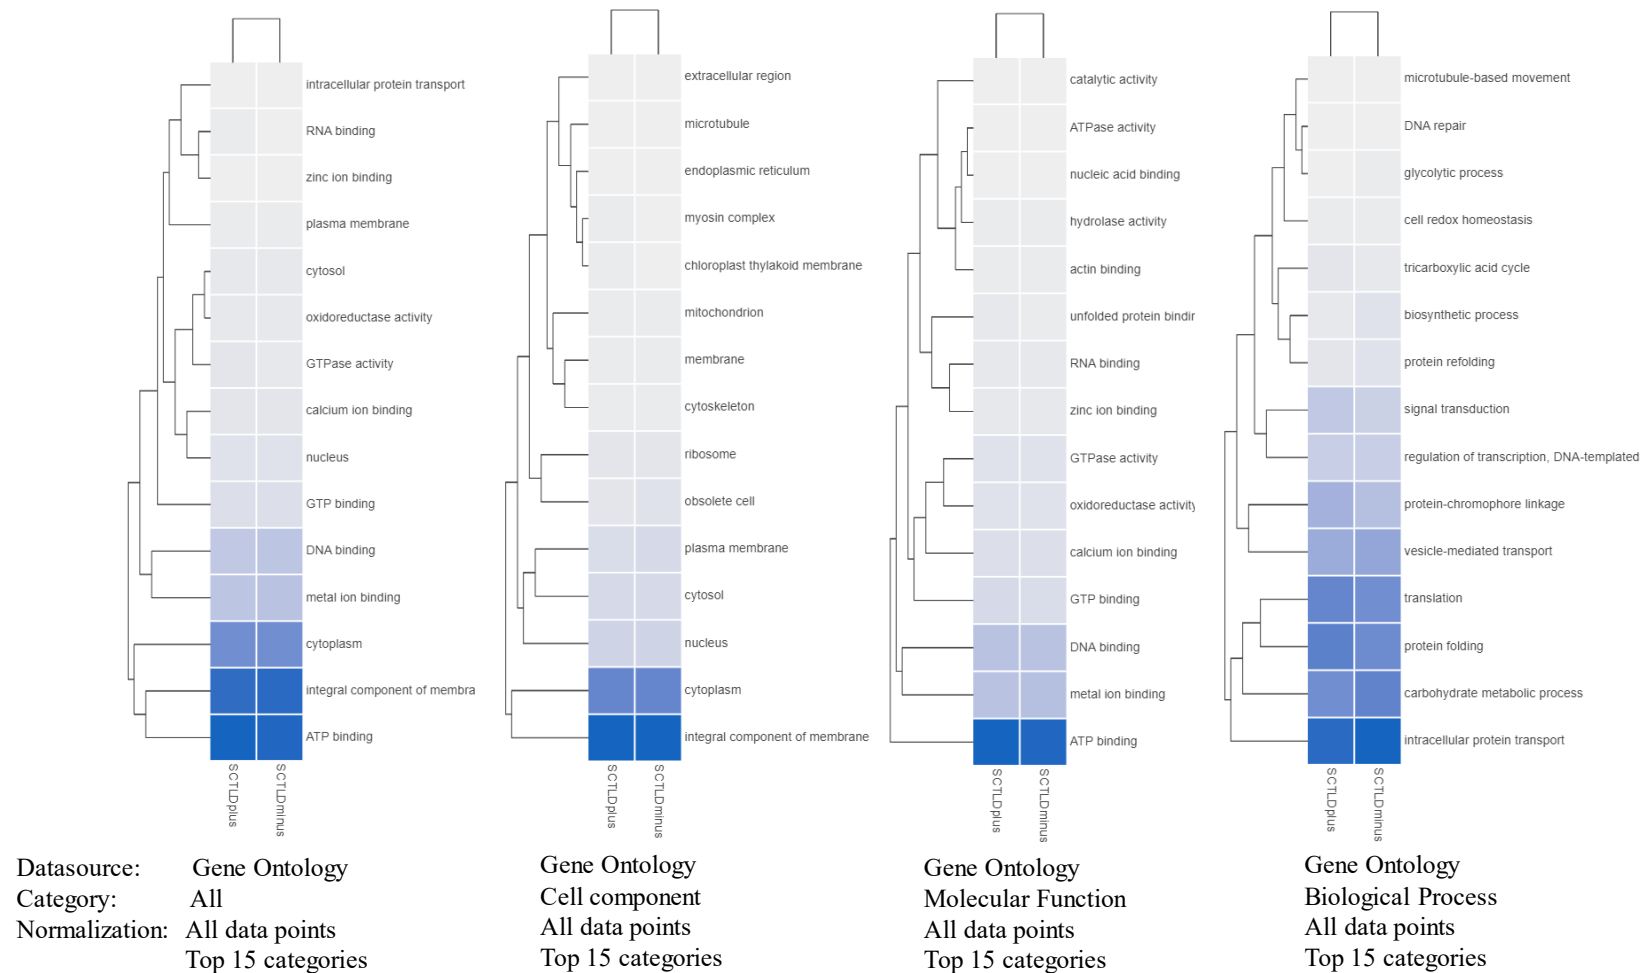 intracellular protein transport
RNA binding
zinc ion binding
plasma membrane
cytosol
oxidoreductase activity
GTPase activity
calcium ion binding
nucleus
GTP binding
DNA binding
metal ion binding
cytoplasm
integral component of membra
ATP binding
SCTLDplus
SCTLDminus
extracellular region
microtubule
endoplasmic reticulum
myosin complex
chloroplast thylakoid membrane
mitochondrion
membrane
cytoskeleton
ribosome
obsolete cell
plasma membrane
cytosol
nucleus
cytoplasm
integral component of membrane
SCTLDplus
SCTLDminus
catalytic activity
ATPase activity
nucleic acid binding
hydrolase activity
actin binding
unfolded protein bindir
RNA binding
zinc ion binding
GTPase activity
oxidoreductase activity
calcium ion binding
GTP binding
DNA binding
metal ion binding
ATP binding
SCTLDplus
SCTLDminus
microtubule-based movement
DNA repair
glycolytic process
cell redox homeostasis
tricarboxylic acid cycle
biosynthetic process
protein refolding
signal transduction
regulation of transcription, DNA-templated
protein-chromophore linkage
vesicle-mediated transport
translation
protein folding
carbohydrate metabolic process
intracellular protein transport
SCTLDplus
SCTLDminus
Datasource: Gene Ontology
Category: All
Normalization: All data points
Top 15 categories
Gene Ontology
Cell component
All data points
Top 15 categories
Gene Ontology
Molecular Function
All data points
Top 15 categories
Gene Ontology
Biological Process
All data points
Top 15 categories